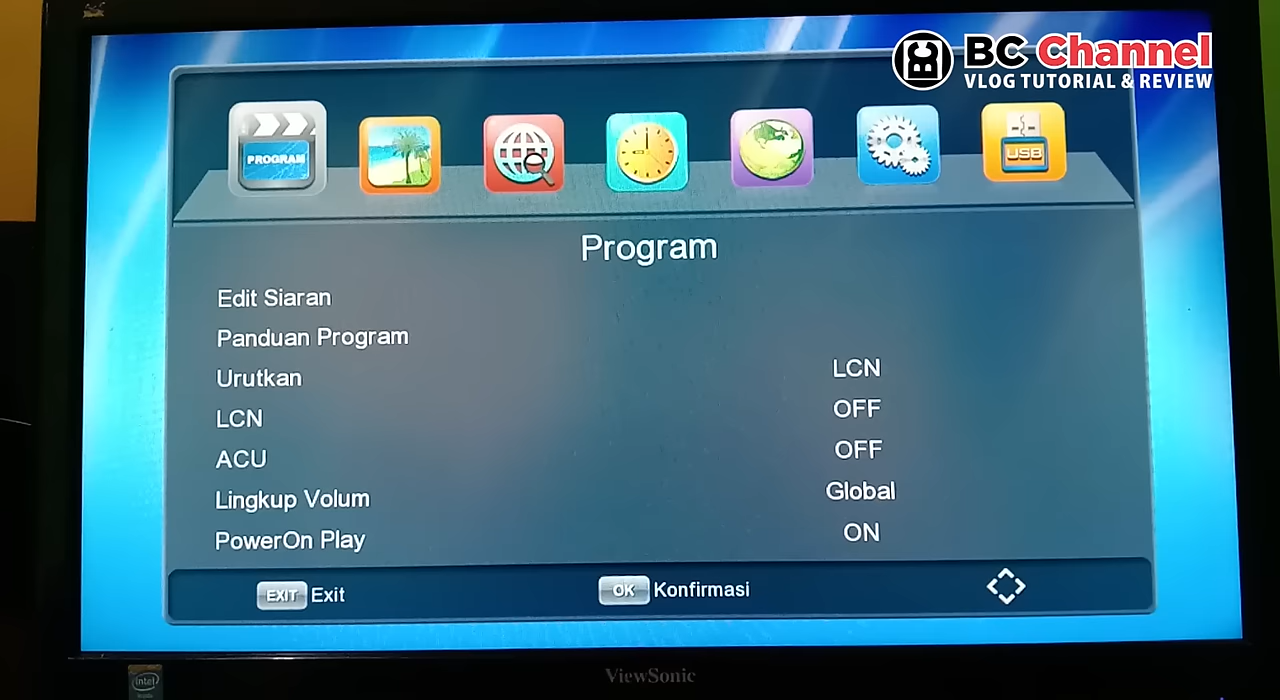 BC Channel
VLOG TUTORIAL & REVIEW
PROGRAM
USB
Program
Edit Siaran
Panduan Program
Urutkan LCN
LCN OFF
ACU OFF
Lingkup Volum Global
PowerOn Play ON
EXIT Exit
OK Konfirmasi
intel
ViewSonic